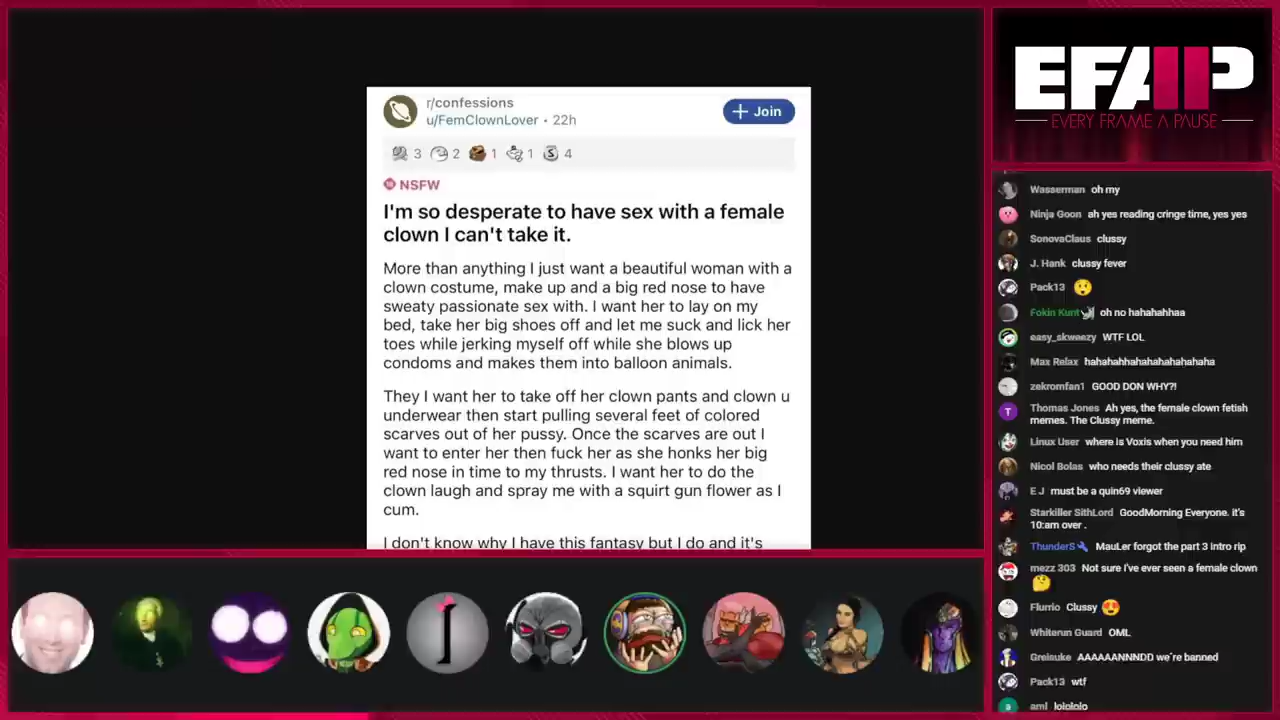 r/confessions
u/FemClownLover • 22h
+ Join
3 2 1 1 4
NSFW
I'm so desperate to have sex with a female
clown I can't take it.
More than anything I just want a beautiful woman with a
clown costume, make up and a big red nose to have
sweaty passionate sex with. I want her to lay on my
bed, take her big shoes off and let me suck and lick her
toes while jerking myself off while she blows up
condoms and makes them into balloon animals.
They I want her to take off her clown pants and clown u
underwear then start pulling several feet of colored
scarves out of her pussy. Once the scarves are out I
want to enter her then fuck her as she honks her big
red nose in time to my thrusts. I want her to do the
clown laugh and spray me with a squirt gun flower as I
cum.
I don't know why I have this fantasy but I do and it's
EFAP
EVERY FRAME A PAUSE
Wasserman oh my
Ninja Goon ah yes reading cringe time, yes yes
SonovaClaus clussy
J. Hank clussy fever
Pack13 😲
Fokin Kunt oh no hahahahhaa
easy_skweezy WTF LOL
Max Relax hahahahhahahahahahaha
zekromfan1 GOOD DON WHY?!
Thomas Jones Ah yes, the female clown fetish
memes. The Clussy meme.
Linux User where is Voxis when you need him
Nicol Bolas who needs their clussy ate
E J must be a quin69 viewer
Starkiller SithLord GoodMorning Everyone. it's
10:am over .
ThunderS MauLer forgot the part 3 intro rip
mezz 303 Not sure I've ever seen a female clown
🤔
Flurrio Clussy 😍
Whiterun Guard OML
Greisuke AAAAANNNDD we're banned
Pack13 wtf
aml lolololo